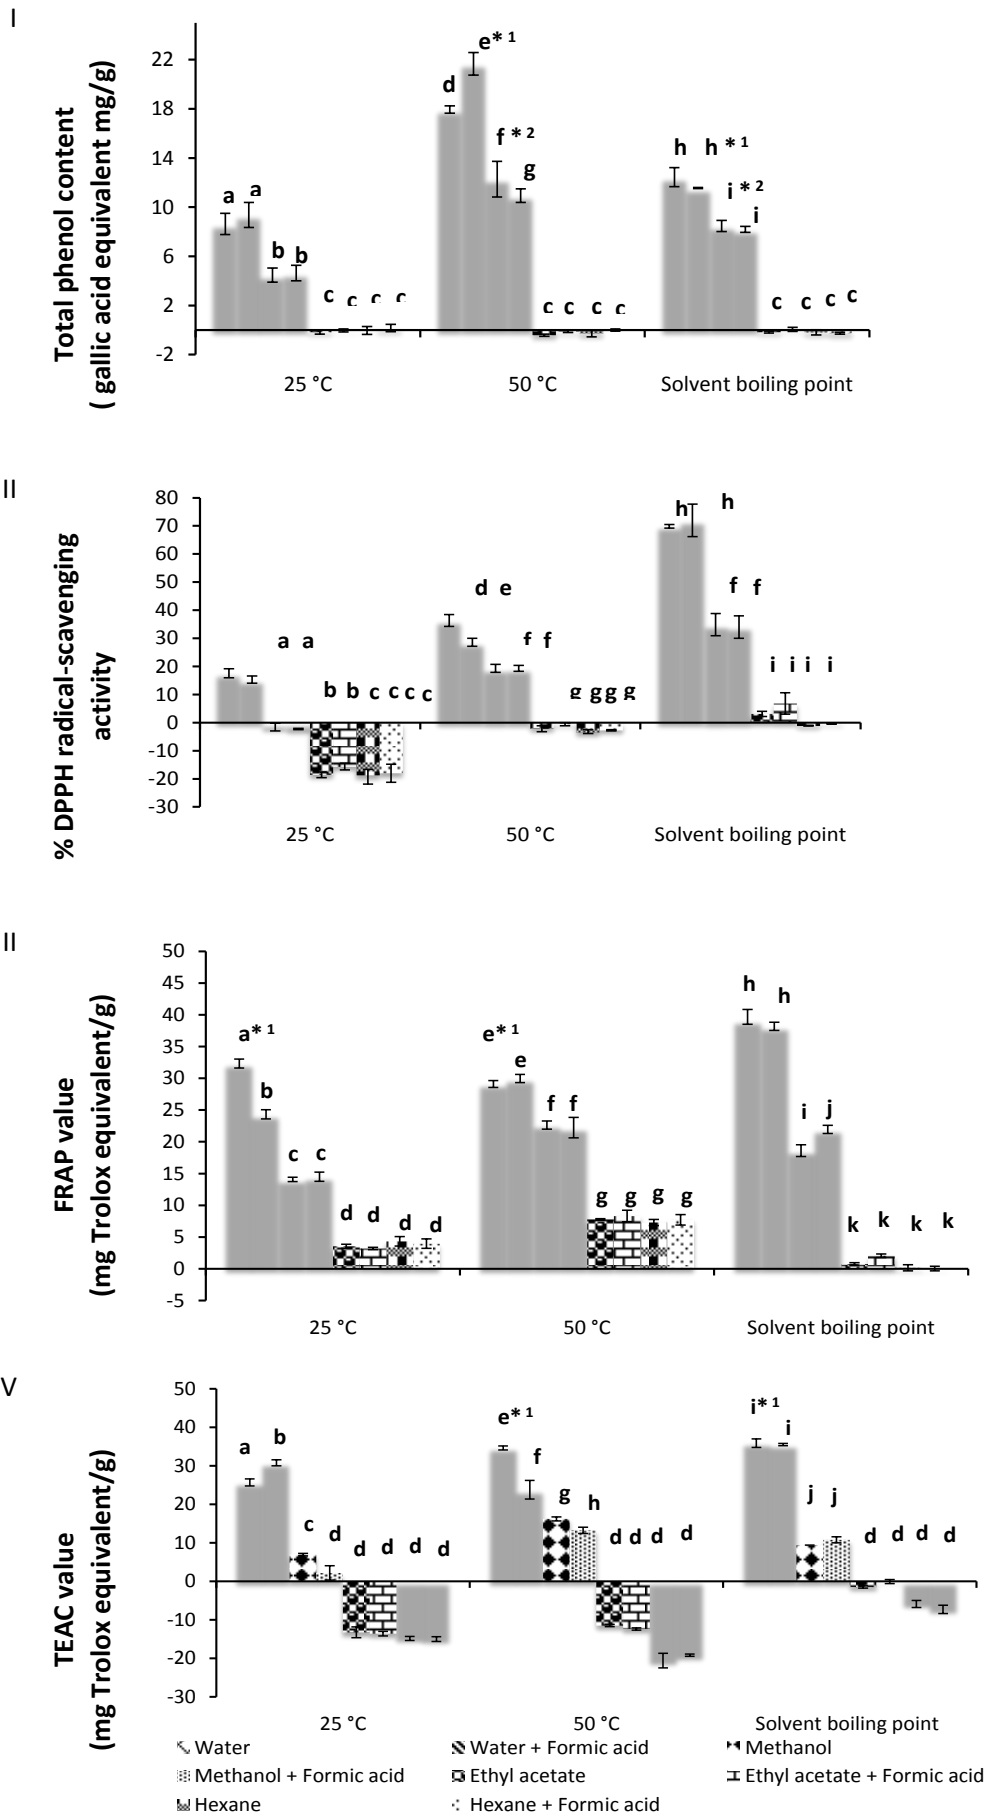 I
Total phenol content
( gallic acid equivalent mg/g)
22
18
14
10
6
2
-2
a a b b c c c c
d e* 1 f * 2 g c c c c
h h * 1 i * 2 i c c c c
25 °C 50 °C Solvent boiling point
II
% DPPH radical-scavenging
activity
80
70
60
50
40
30
20
10
0
-10
-20
-30
a a b b c c c c
d e f f g g g g
h h f f i i i i
25 °C 50 °C Solvent boiling point
II
FRAP value
(mg Trolox equivalent/g)
50
45
40
35
30
25
20
15
10
5
0
-5
a* 1 b c c d d d d
e* 1 e f f g g g g
h h i j k k k k
25 °C 50 °C Solvent boiling point
V
TEAC value
(mg Trolox equivalent/g)
50
40
30
20
10
0
-10
-20
-30
a b c d d d d d
e* 1 f g h d d d d
i* 1 i j j d d d d
25 °C 50 °C Solvent boiling point
Water Water + Formic acid Methanol
Methanol + Formic acid Ethyl acetate Ethyl acetate + Formic acid
Hexane Hexane + Formic acid